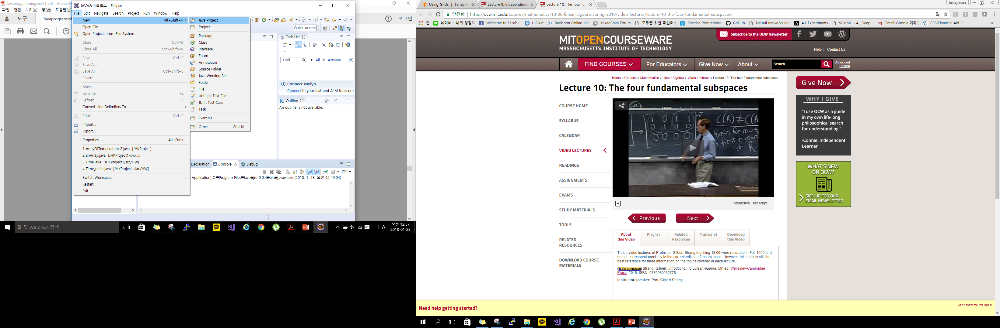 Javaprogrammingweek1.pdf - Adobe A
파일 편집 보기(V) 창(W) 도움말(H)
홈 도구 Javaprogrammi
로그인
JAVA&이클립스 - Eclipse
File Edit Navigate Search Project Run Window Help
New Alt+Shift+N >
Open File...
Open Projects from File System...
Close Ctrl+W
Close All Ctrl+Shift+W
Save Ctrl+S
Save As...
Save All Ctrl+Shift+S
Revert
Move...
Rename... F2
Refresh F5
Convert Line Delimiters To >
Print... Ctrl+P
Import...
Export...
Properties Alt+Enter
1 ArrayOfTemperatures2.java [JHKProje...]
2 anArray.java [JHKProject1/src/...]
3 Time.java [JHKProject1/src/HW]
4 Time_main.java [JHKProject1/src/HW]
Switch Workspace >
Restart
Exit
Java Project
Project...
Package
Class
Interface
Enum
Annotation
Source Folder
Java Working Set
Folder
File
Untitled Text File
JUnit Test Case
Task
Example...
Other... Ctrl+N
Quick Access
Task List
Find All Activate...
Connect Mylyn
Connect to your task and ALM tools or
Outline
An outline is not available.
Declaration Console Debug
Application] C:₩Program Files₩Java₩jre-9.0.4₩bin₩javaw.exe (2018. 1. 23. 오전 12:49:04)
웹 및 Windows 검색
A
오전 12:57
2018-01-23
Using GPUs | TensorFl
Lecture 9: Independence
Lecture 10: The four fun
Jeonghwan
안전함 https://ocw.mit.edu/courses/mathematics/18-06-linear-algebra-spring-2010/video-lectures/lecture-10-the-four-fundamental-subspaces/
앱 네이버 :: 나의 경쟁력 Welcome to Faceboo HISNet Baekjoon Online Jud KakaoBrain Forum 모두를 위한 머신러닝 Practice Programmin GitHub Neural networks and A.I. Experiments WildML – AI, Deep L Gmail: Google 이메일 CSS/Financial Aid PR
MITOPENCOURSEWARE
MASSACHUSETTS INSTITUTE OF TECHNOLOGY
Subscribe to the OCW Newsletter
Help | Contact Us
FIND COURSES For Educators Give Now About Search
Advanced
Search
Home » Courses » Mathematics » Linear Algebra » Video Lectures » Lecture 10: The four fundamental subspaces
Lecture 10: The four fundamental subspaces
COURSE HOME
SYLLABUS
CALENDAR
VIDEO LECTURES
READINGS
ASSIGNMENTS
EXAMS
STUDY MATERIALS
TOOLS
RELATED
RESOURCES
DOWNLOAD COURSE
MATERIALS
C(R) ≠ C(A
Basis for rows
first r rows
of R.
Interactive Transcript
Previous Next
About
this Video
Playlist
Related
Resources
Transcript
Download
this Video
These video lectures of Professor Gilbert Strang teaching 18.06 were recorded in Fall 1999 and
do not correspond precisely to the current edition of the textbook. However, this book is still the
best reference for more information on the topics covered in each lecture.
Buy at Amazon Strang, Gilbert. Introduction to Linear Algebra. 5th ed. Wellesley-Cambridge
Press, 2016. ISBN: 9780980232776.
Instructor/speaker: Prof. Gilbert Strang
Give Now
WHY I GIVE
“I use OCW as a guide
in my own life-long
philosophical search
for understanding.”
-Connie, Independent
Learner
WHAT'S NEW
ON OCW?
SIGN UP FOR OUR
EMAIL NEWSLETTER
Need help getting started?
Don't show me this again